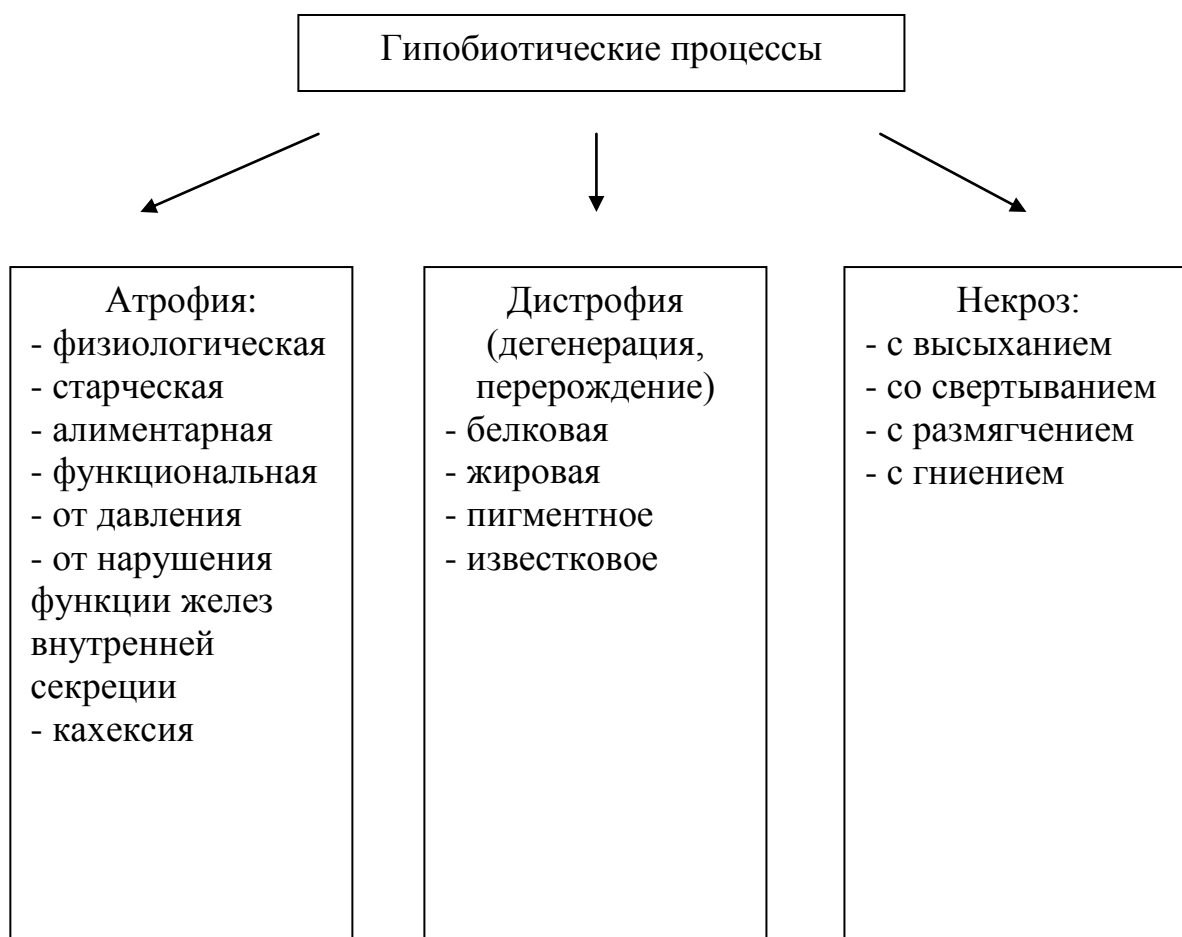 Гипобиотические процессы
Атрофия:
- физиологическая
- старческая
- алиментарная
- функциональная
- от давления
- от нарушения
функции желез
внутренней
секреции
- кахексия
Дистрофия
(дегенерация,
перерождение)
- белковая
- жировая
- пигментное
- известковое
Некроз:
- с высыханием
- со свертыванием
- с размягчением
- с гниением